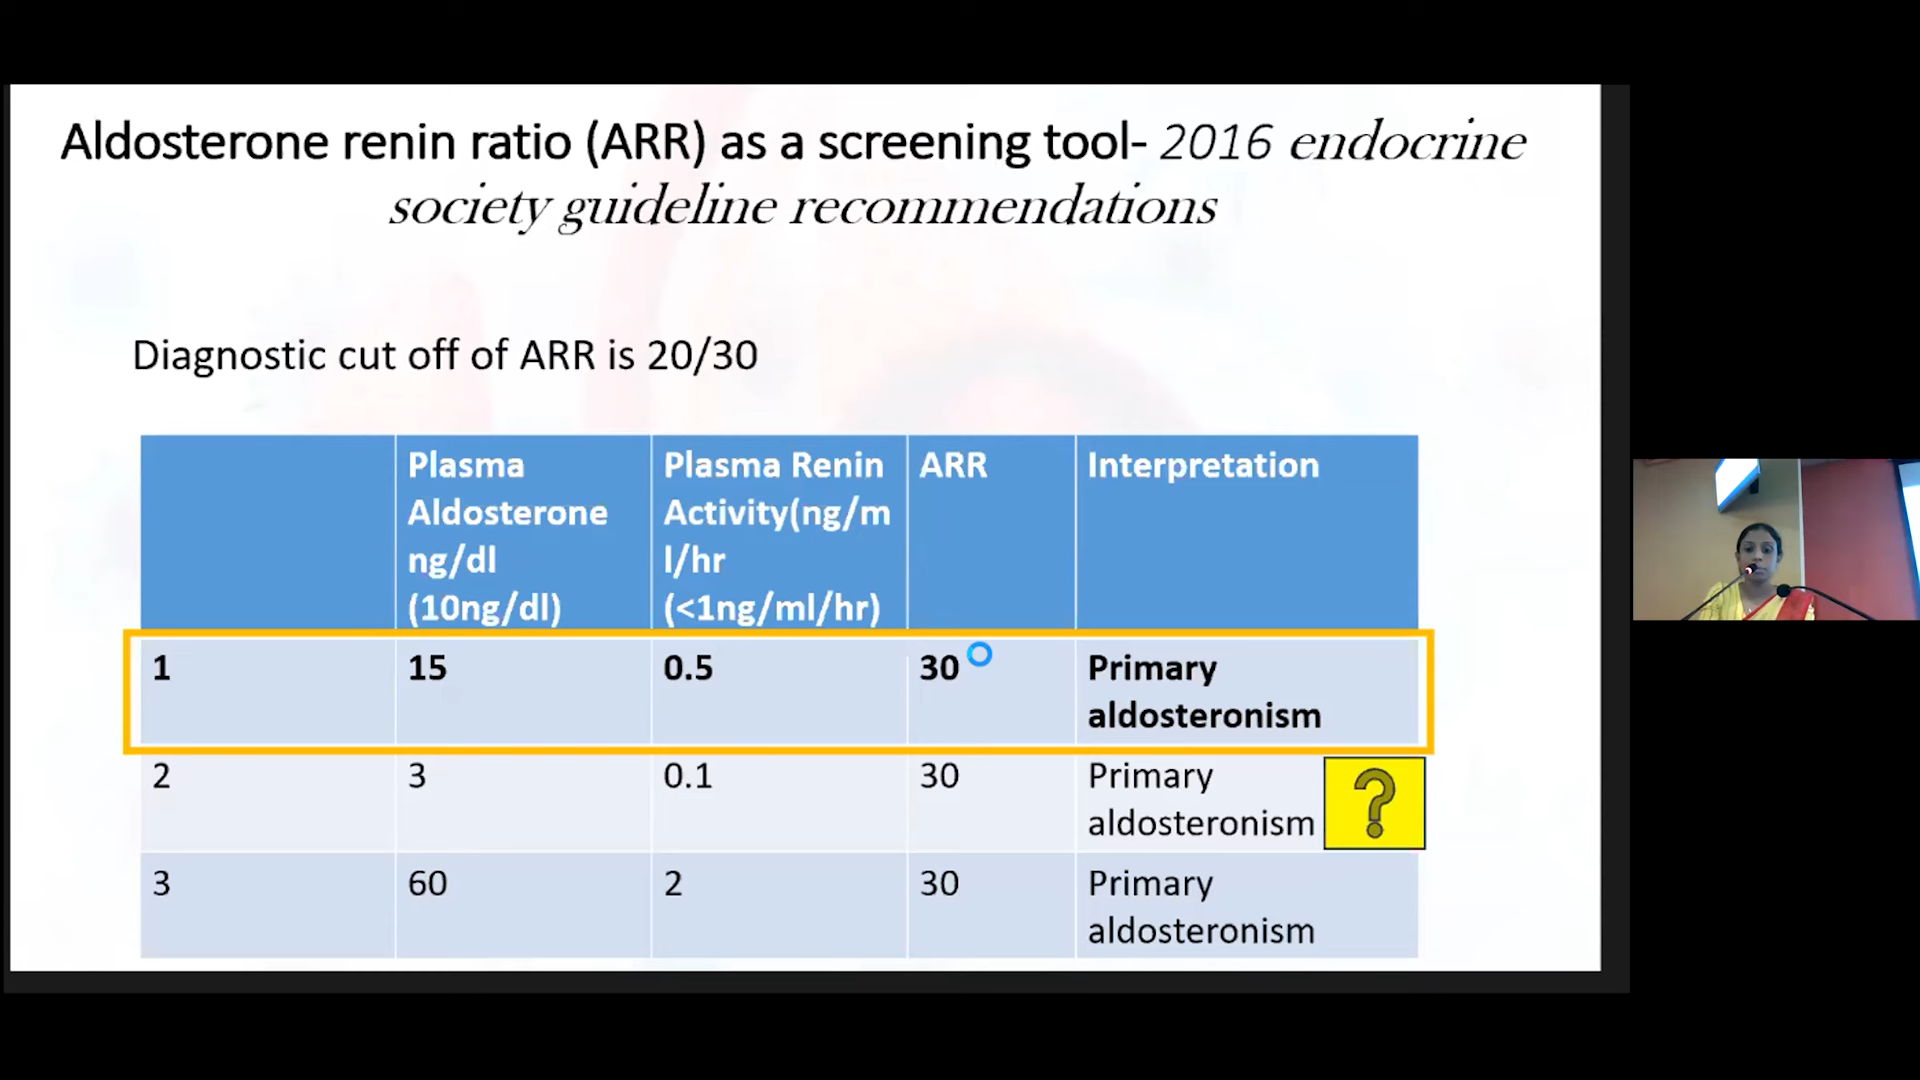 Aldosterone renin ratio (ARR) as a screening tool- 2016 endocrine
society guideline recommendations
Diagnostic cut off of ARR is 20/30
Plasma
Aldosterone
ng/dl
(10ng/dl)
Plasma Renin
Activity(ng/m
l/hr
(<1ng/ml/hr)
ARR
Interpretation
1
15
0.5
30
Primary
aldosteronism
2
3
0.1
30
Primary
aldosteronism
?
3
60
2
30
Primary
aldosteronism